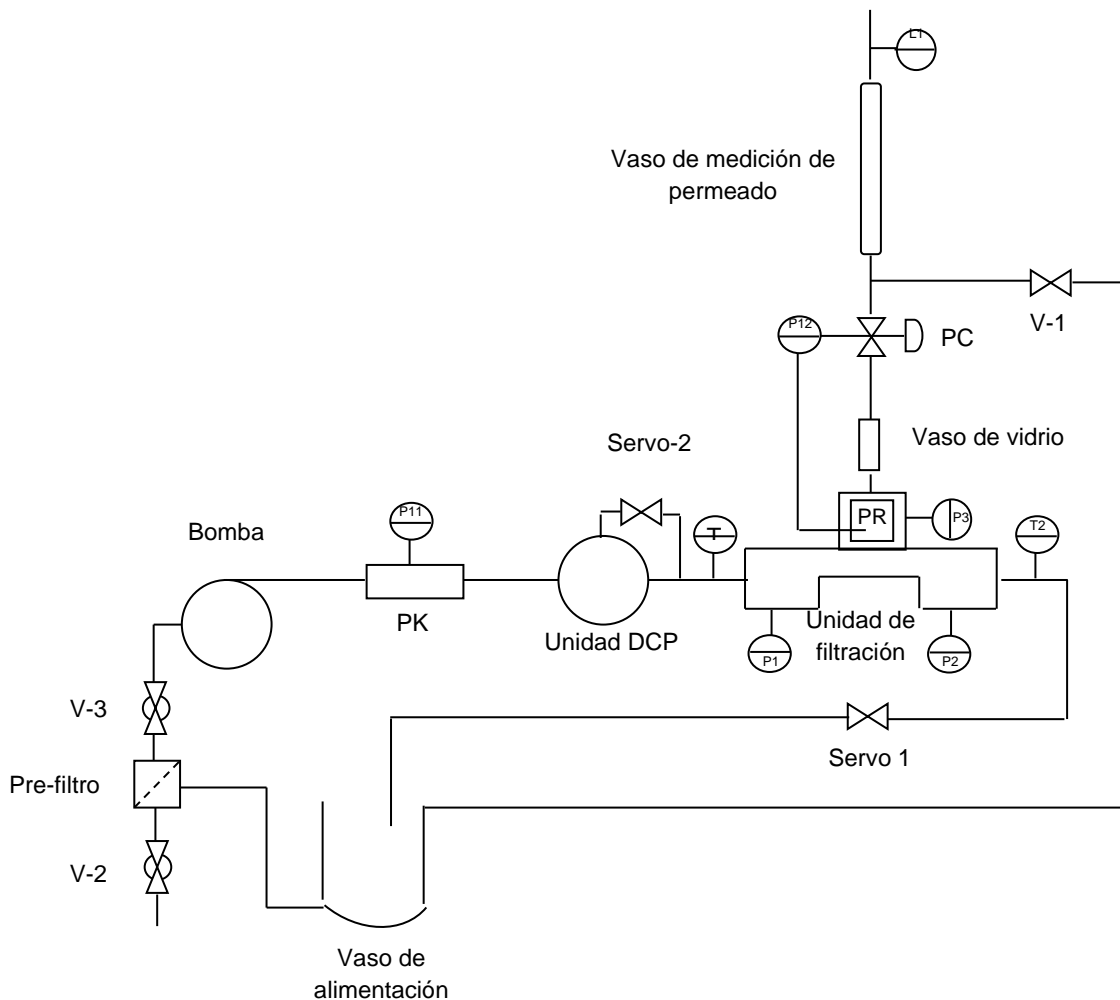 L1
Vaso de medición de
permeado
V-1
P12
PC
Vaso de vidrio
Servo-2
P11
PR
P3
Bomba
T
T2
PK
Unidad DCP
Unidad de
filtración
P1
P2
V-3
Servo 1
Pre-filtro
V-2
Vaso de
alimentación